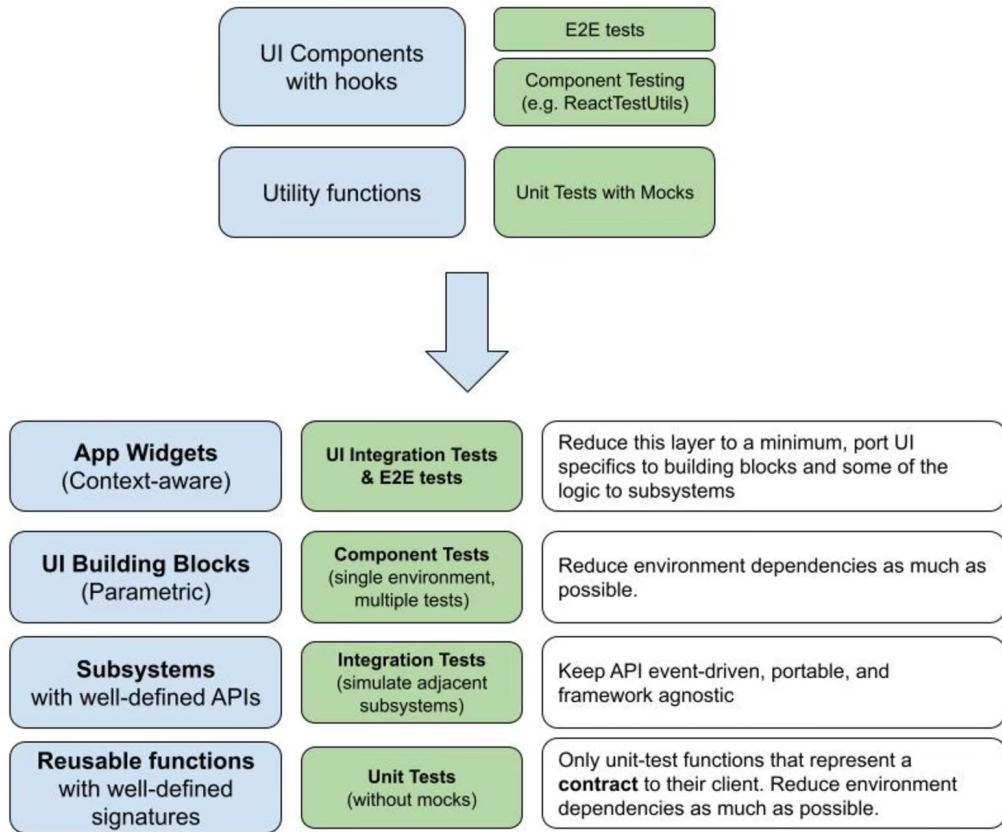 UI Components
with hooks
E2E tests
Component Testing
(e.g. ReactTestUtils)
Utility functions
Unit Tests with Mocks
App Widgets
(Context-aware)
UI Integration Tests
& E2E tests
Reduce this layer to a minimum, port UI
specifics to building blocks and some of the
logic to subsystems
UI Building Blocks
(Parametric)
Component Tests
(single environment,
multiple tests)
Reduce environment dependencies as much as
possible.
Subsystems
with well-defined APIs
Integration Tests
(simulate adjacent
subsystems)
Keep API event-driven, portable, and
framework agnostic
Reusable functions
with well-defined
signatures
Unit Tests
(without mocks)
Only unit-test functions that represent a
contract to their client. Reduce environment
dependencies as much as possible.